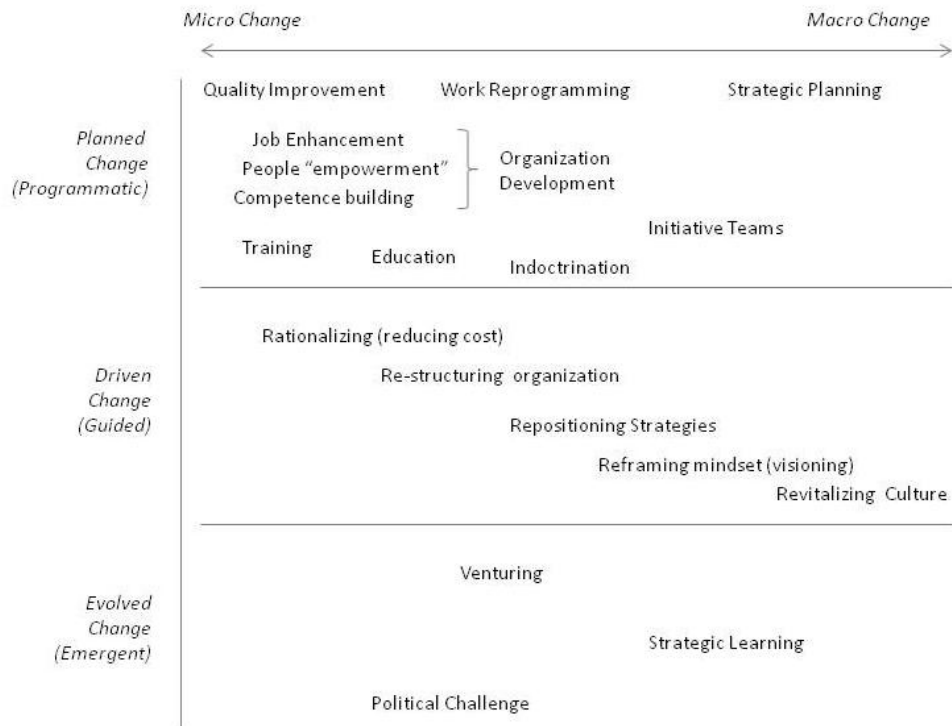 Micro Change
Macro Change
Quality Improvement
Work Reprogramming
Strategic Planning
Planned
Change
(Programmatic)
Job Enhancement
People “empowerment”
Competence building
Organization
Development
Initiative Teams
Training
Education
Indoctrination
Driven
Change
(Guided)
Rationalizing (reducing cost)
Re-structuring organization
Repositioning Strategies
Reframing mindset (visioning)
Revitalizing Culture
Evolved
Change
(Emergent)
Venturing
Strategic Learning
Political Challenge